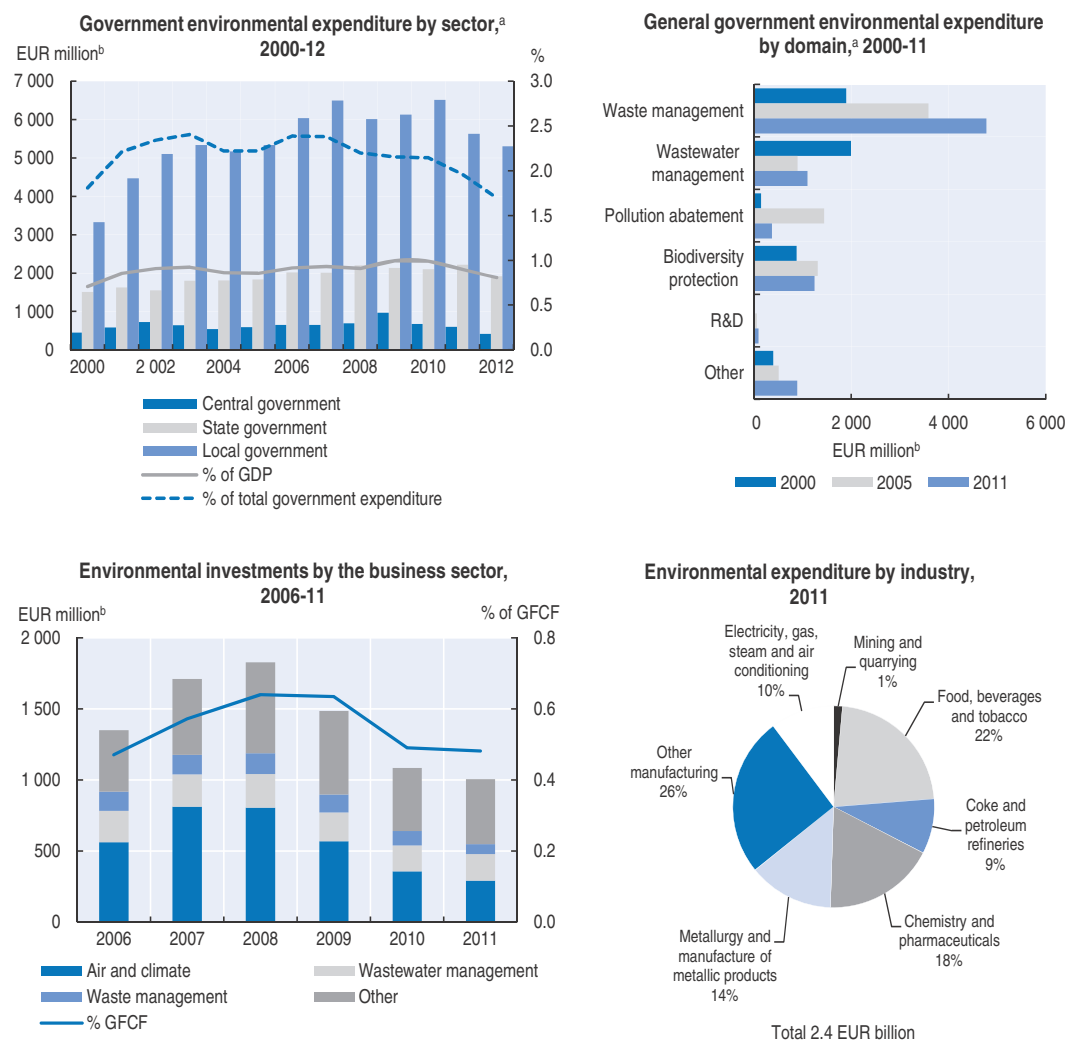 Government environmental expenditure by sector,ᵃ
2000-12
EUR millionᵇ
%
7 000
6 000
5 000
4 000
3 000
2 000
1 000
0
3.0
2.5
2.0
1.5
1.0
0.5
0.0
2000 2 002 2004 2006 2008 2010 2012
Central government
State government
Local government
% of GDP
% of total government expenditure
General government environmental expenditure
by domain,ᵃ 2000-11
Waste management
Wastewater
management
Pollution abatement
Biodiversity
protection
R&D
Other
0 2 000 4 000 6 000
EUR millionᵇ
2000 2005 2011
Environmental investments by the business sector,
2006-11
EUR millionᵇ
% of GFCF
2 000
1 500
1 000
500
0
0.8
0.6
0.4
0.2
0.0
2006 2007 2008 2009 2010 2011
Air and climate
Wastewater management
Waste management
Other
% GFCF
Environmental expenditure by industry,
2011
Electricity, gas,
steam and air
conditioning
10%
Mining and
quarrying
1%
Food, beverages
and tobacco
22%
Other
manufacturing
26%
Coke and
petroleum
refineries
9%
Chemistry and
pharmaceuticals
18%
Metallurgy and
manufacture of
metallic products
14%
Total 2.4 EUR billion